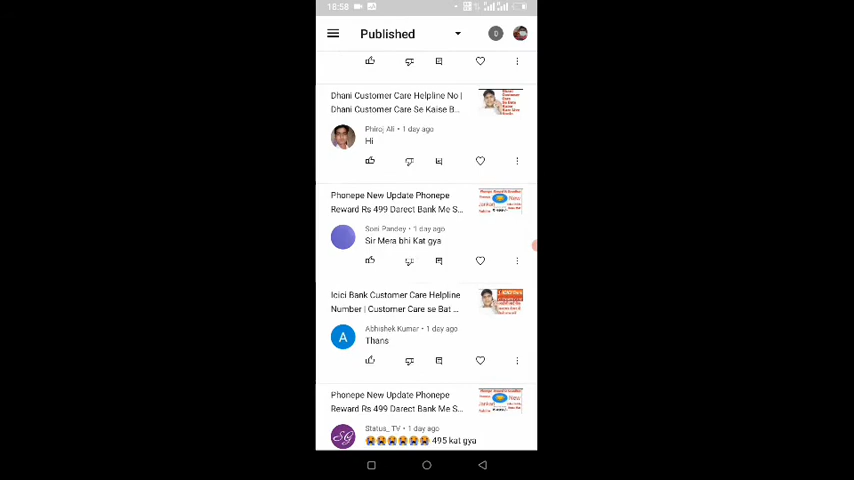 18:58
Published
D
Dhani Customer Care Helpline No |
Dhani Customer Care Se Kaise B...
Phiroj Ali • 1 day ago
Hi
Phonepe New Update Phonepe
Reward Rs 499 Darect Bank Me S...
Soni Pandey • 1 day ago
Sir Mera bhi Kat gya
Icici Bank Customer Care Helpline
Number | Customer Care se Bat ...
A
Abhishek Kumar • 1 day ago
Thans
Phonepe New Update Phonepe
Reward Rs 499 Darect Bank Me S...
SG
Status_ TV • 1 day ago
😭😭😭😭😭😭 495 kat gya